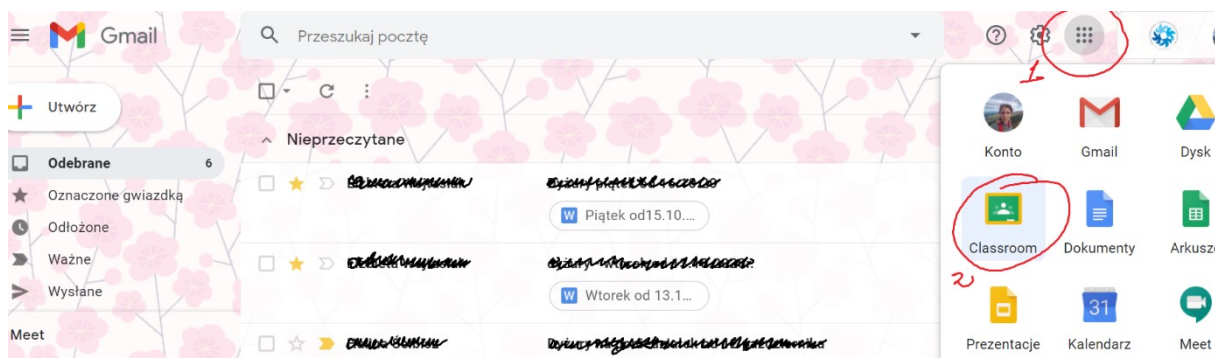 Gmail
Przeszukaj pocztę
1
Utwórz
Nieprzeczytane
Odebrane 6
Oznaczone gwiazdką
Odłożone
Ważne
Wysłane
Meet
W Piątek od15.10....
W Wtorek od 13.1...
Konto Gmail Dysk
Classroom Dokumenty Arkusze
2
31
Prezentacje Kalendarz Meet